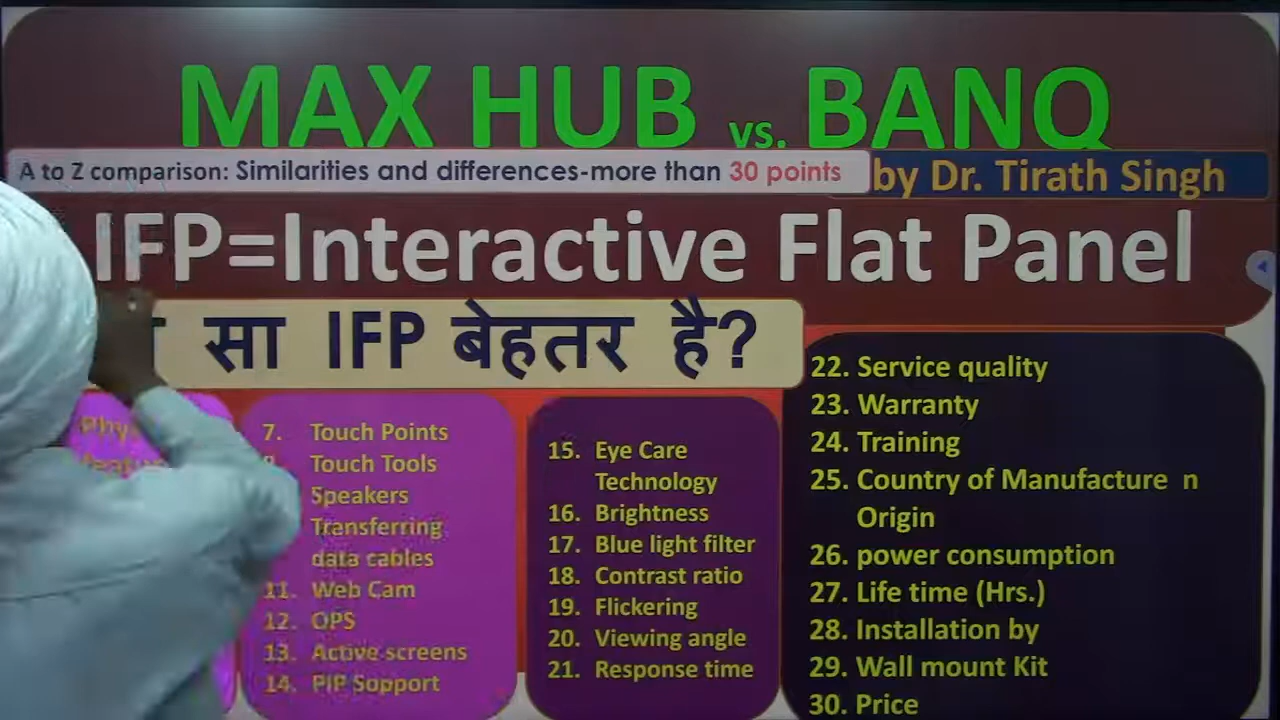 MAX HUB vs. BANQ
A to Z comparison: Similarities and differences-more than 30 points
by Dr. Tirath Singh
IFP=Interactive Flat Panel
सा IFP बेहतर है?
7. Touch Points
Touch Tools
Speakers
Transferring
data cables
11. Web Cam
12. OPS
13. Active screens
14. PIP Support
15. Eye Care
Technology
16. Brightness
17. Blue light filter
18. Contrast ratio
19. Flickering
20. Viewing angle
21. Response time
22. Service quality
23. Warranty
24. Training
25. Country of Manufacture n
Origin
26. power consumption
27. Life time (Hrs.)
28. Installation by
29. Wall mount Kit
30. Price